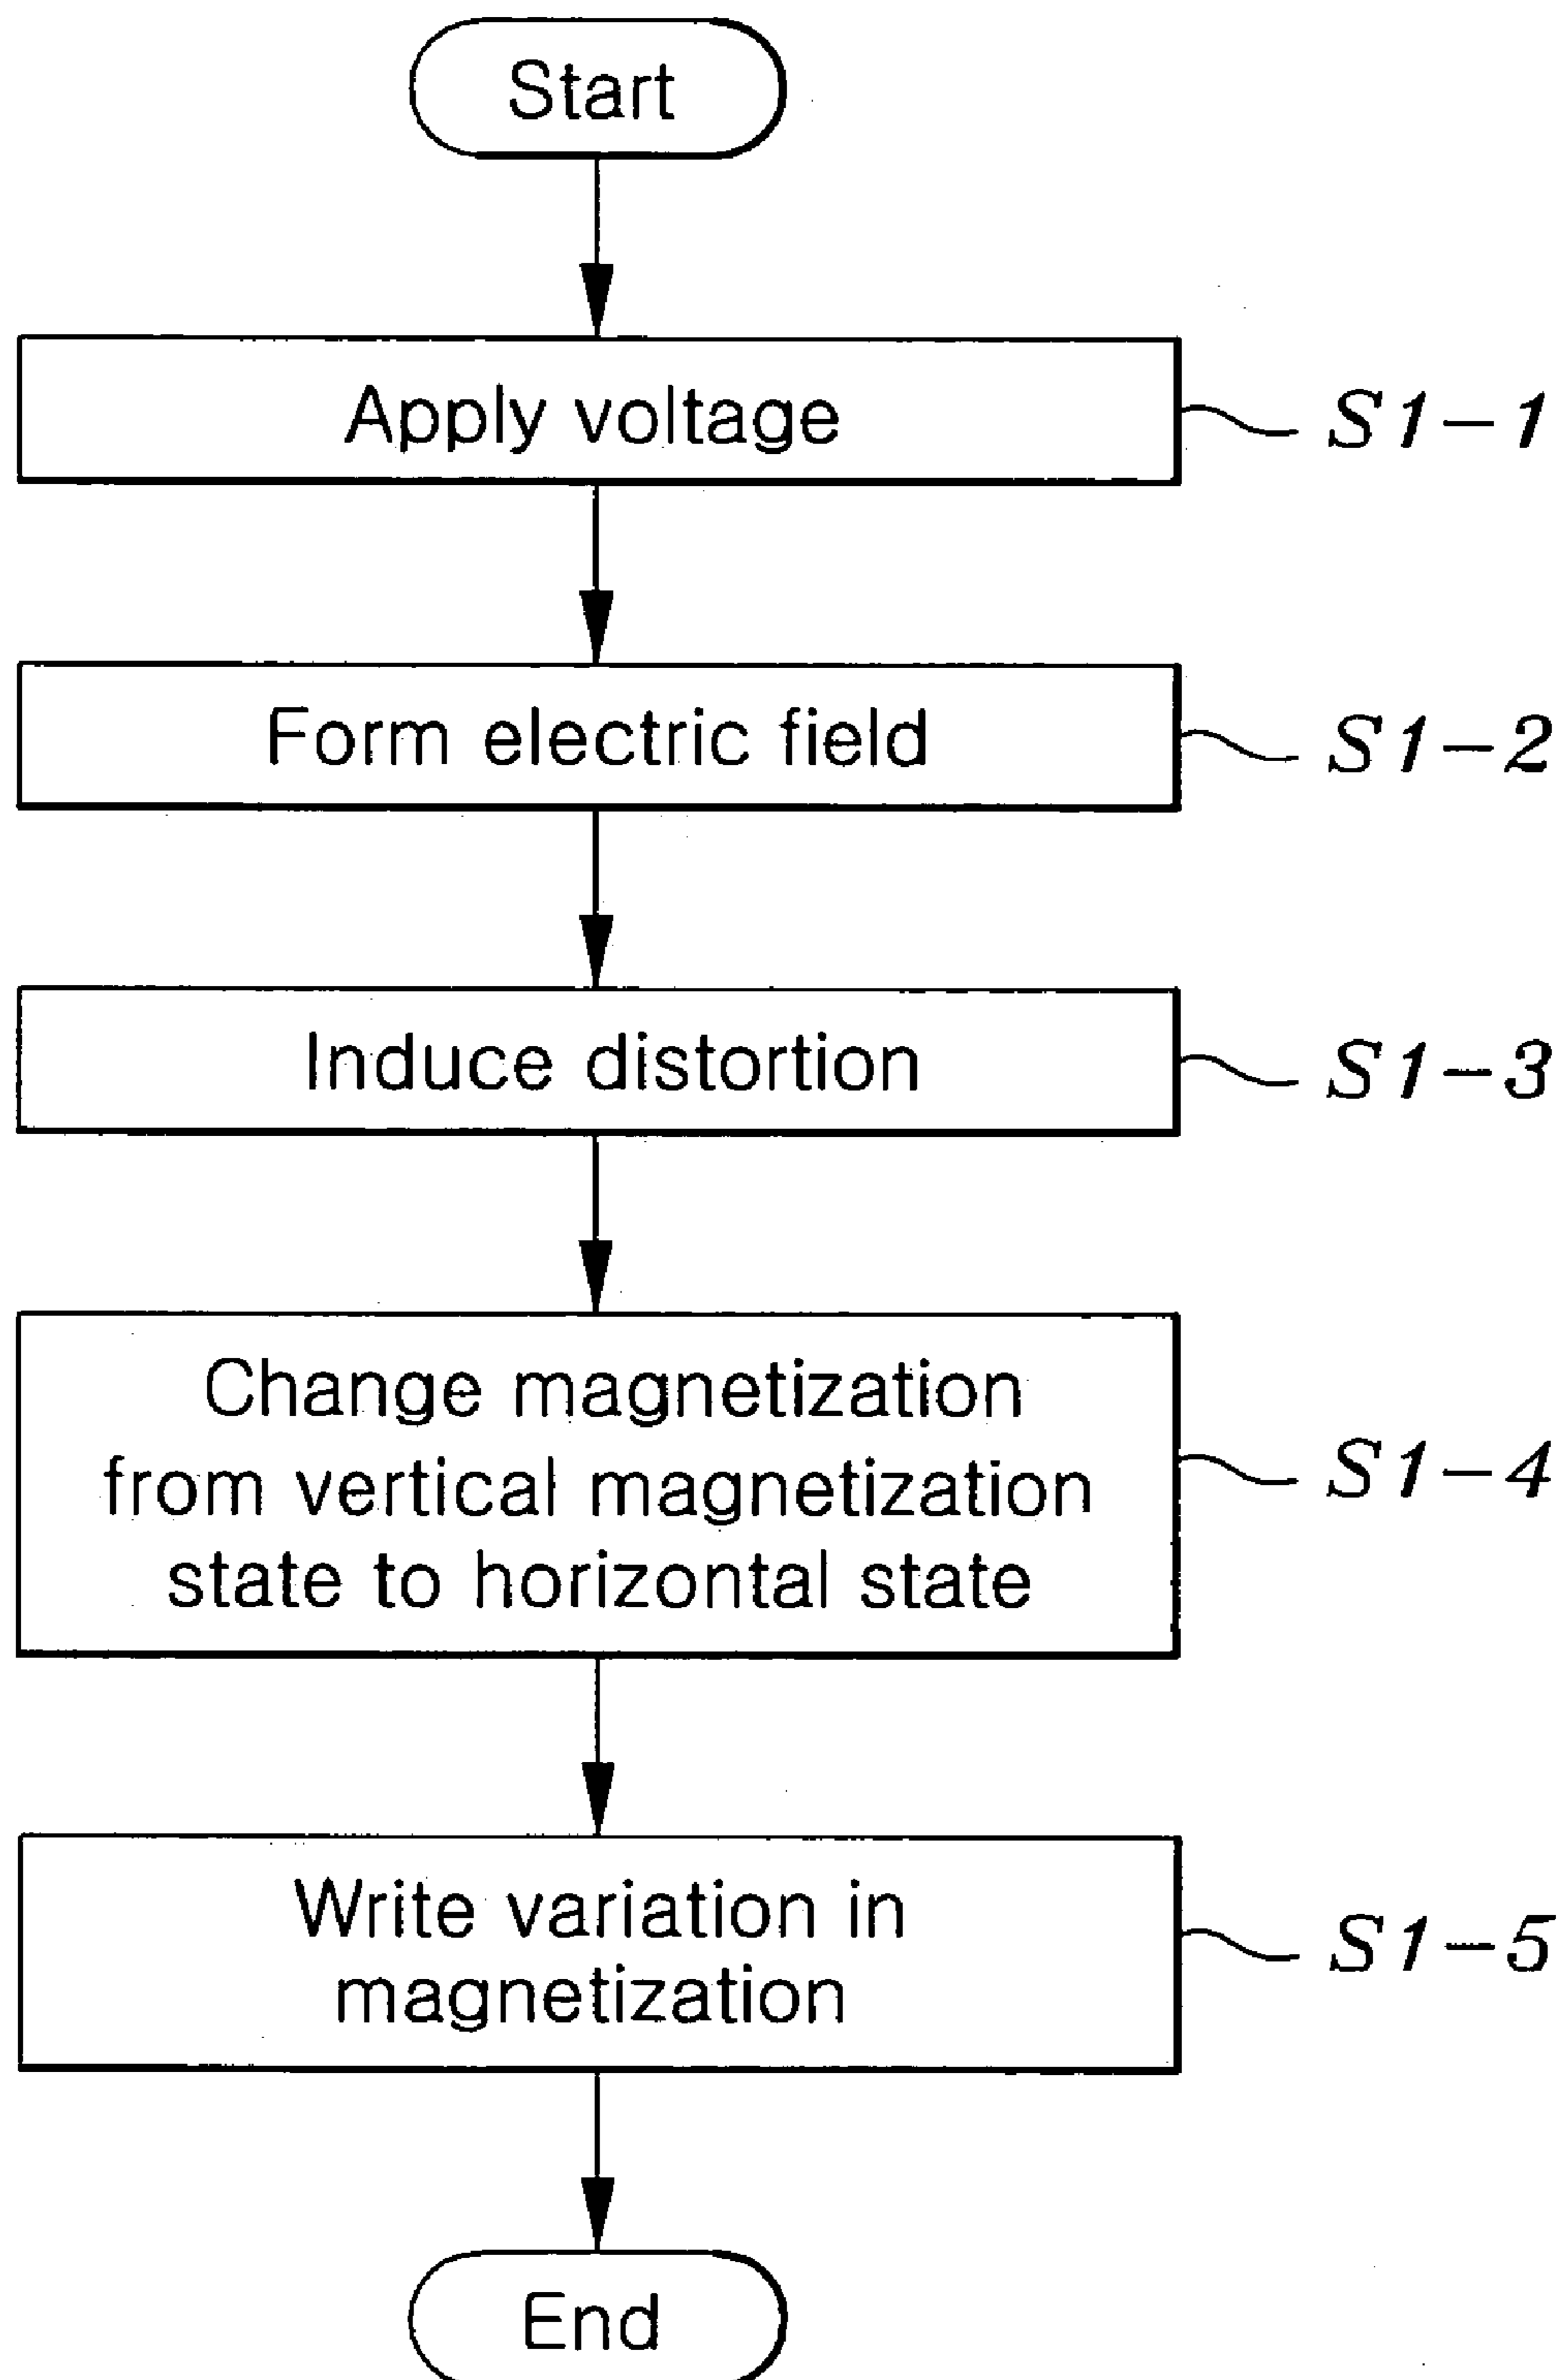 Start
Apply voltage
S1-1
Form electric field
S1-2
Induce distortion
S1-3
Change magnetization
from vertical magnetization
state to horizontal state
S1-4
Write variation in
magnetization
S1-5
End